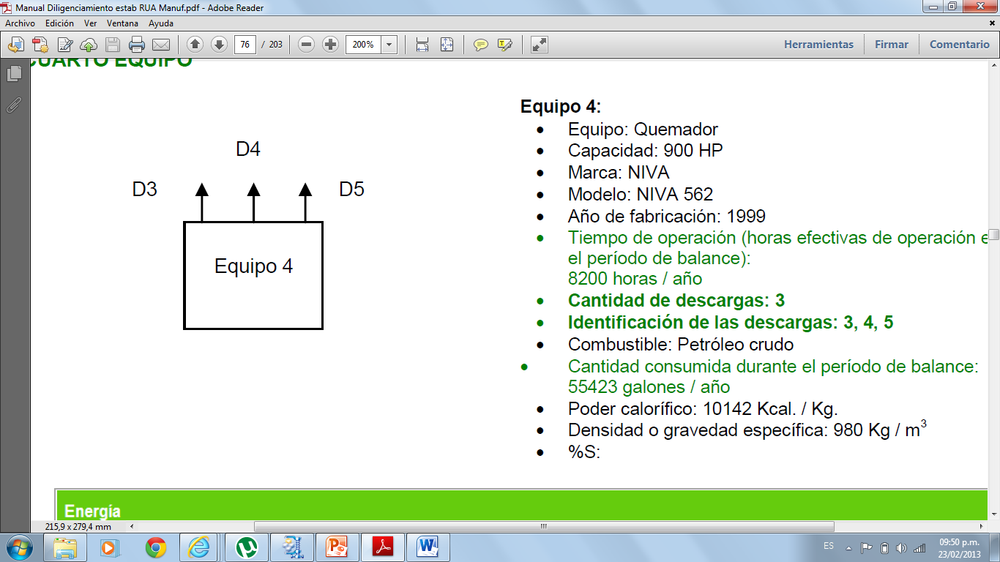 Manual Diligenciamiento estab RUA Manuf.pdf - Adobe Reader
Archivo Edición Ver Ventana Ayuda
76 / 203 200% Herramientas Firmar Comentario
CUARTO EQUIPO
D4
D3 D5
Equipo 4
Equipo 4:
• Equipo: Quemador
• Capacidad: 900 HP
• Marca: NIVA
• Modelo: NIVA 562
• Año de fabricación: 1999
• Tiempo de operación (horas efectivas de operación e
el período de balance):
8200 horas / año
• Cantidad de descargas: 3
• Identificación de las descargas: 3, 4, 5
• Combustible: Petróleo crudo
• Cantidad consumida durante el período de balance:
55423 galones / año
• Poder calorífico: 10142 Kcal. / Kg.
• Densidad o gravedad específica: 980 Kg / m³
• %S:
Energía
215,9 x 279,4 mm
ES 09:50 p.m.
23/02/2013